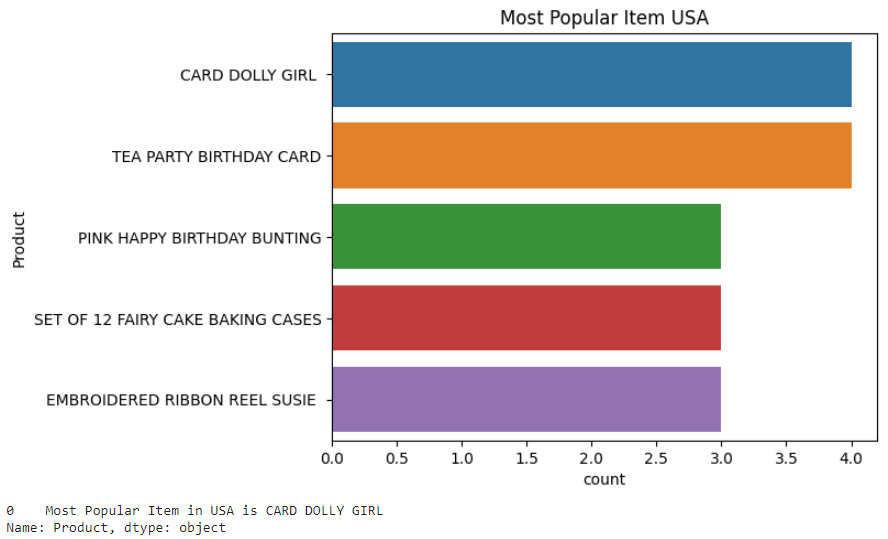 Most Popular Item USA
CARD DOLLY GIRL
TEA PARTY BIRTHDAY CARD
PINK HAPPY BIRTHDAY BUNTING
SET OF 12 FAIRY CAKE BAKING CASES
EMBROIDERED RIBBON REEL SUSIE
Product
0.0 0.5 1.0 1.5 2.0 2.5 3.0 3.5 4.0
count
0    Most Popular Item in USA is CARD DOLLY GIRL
Name: Product, dtype: object